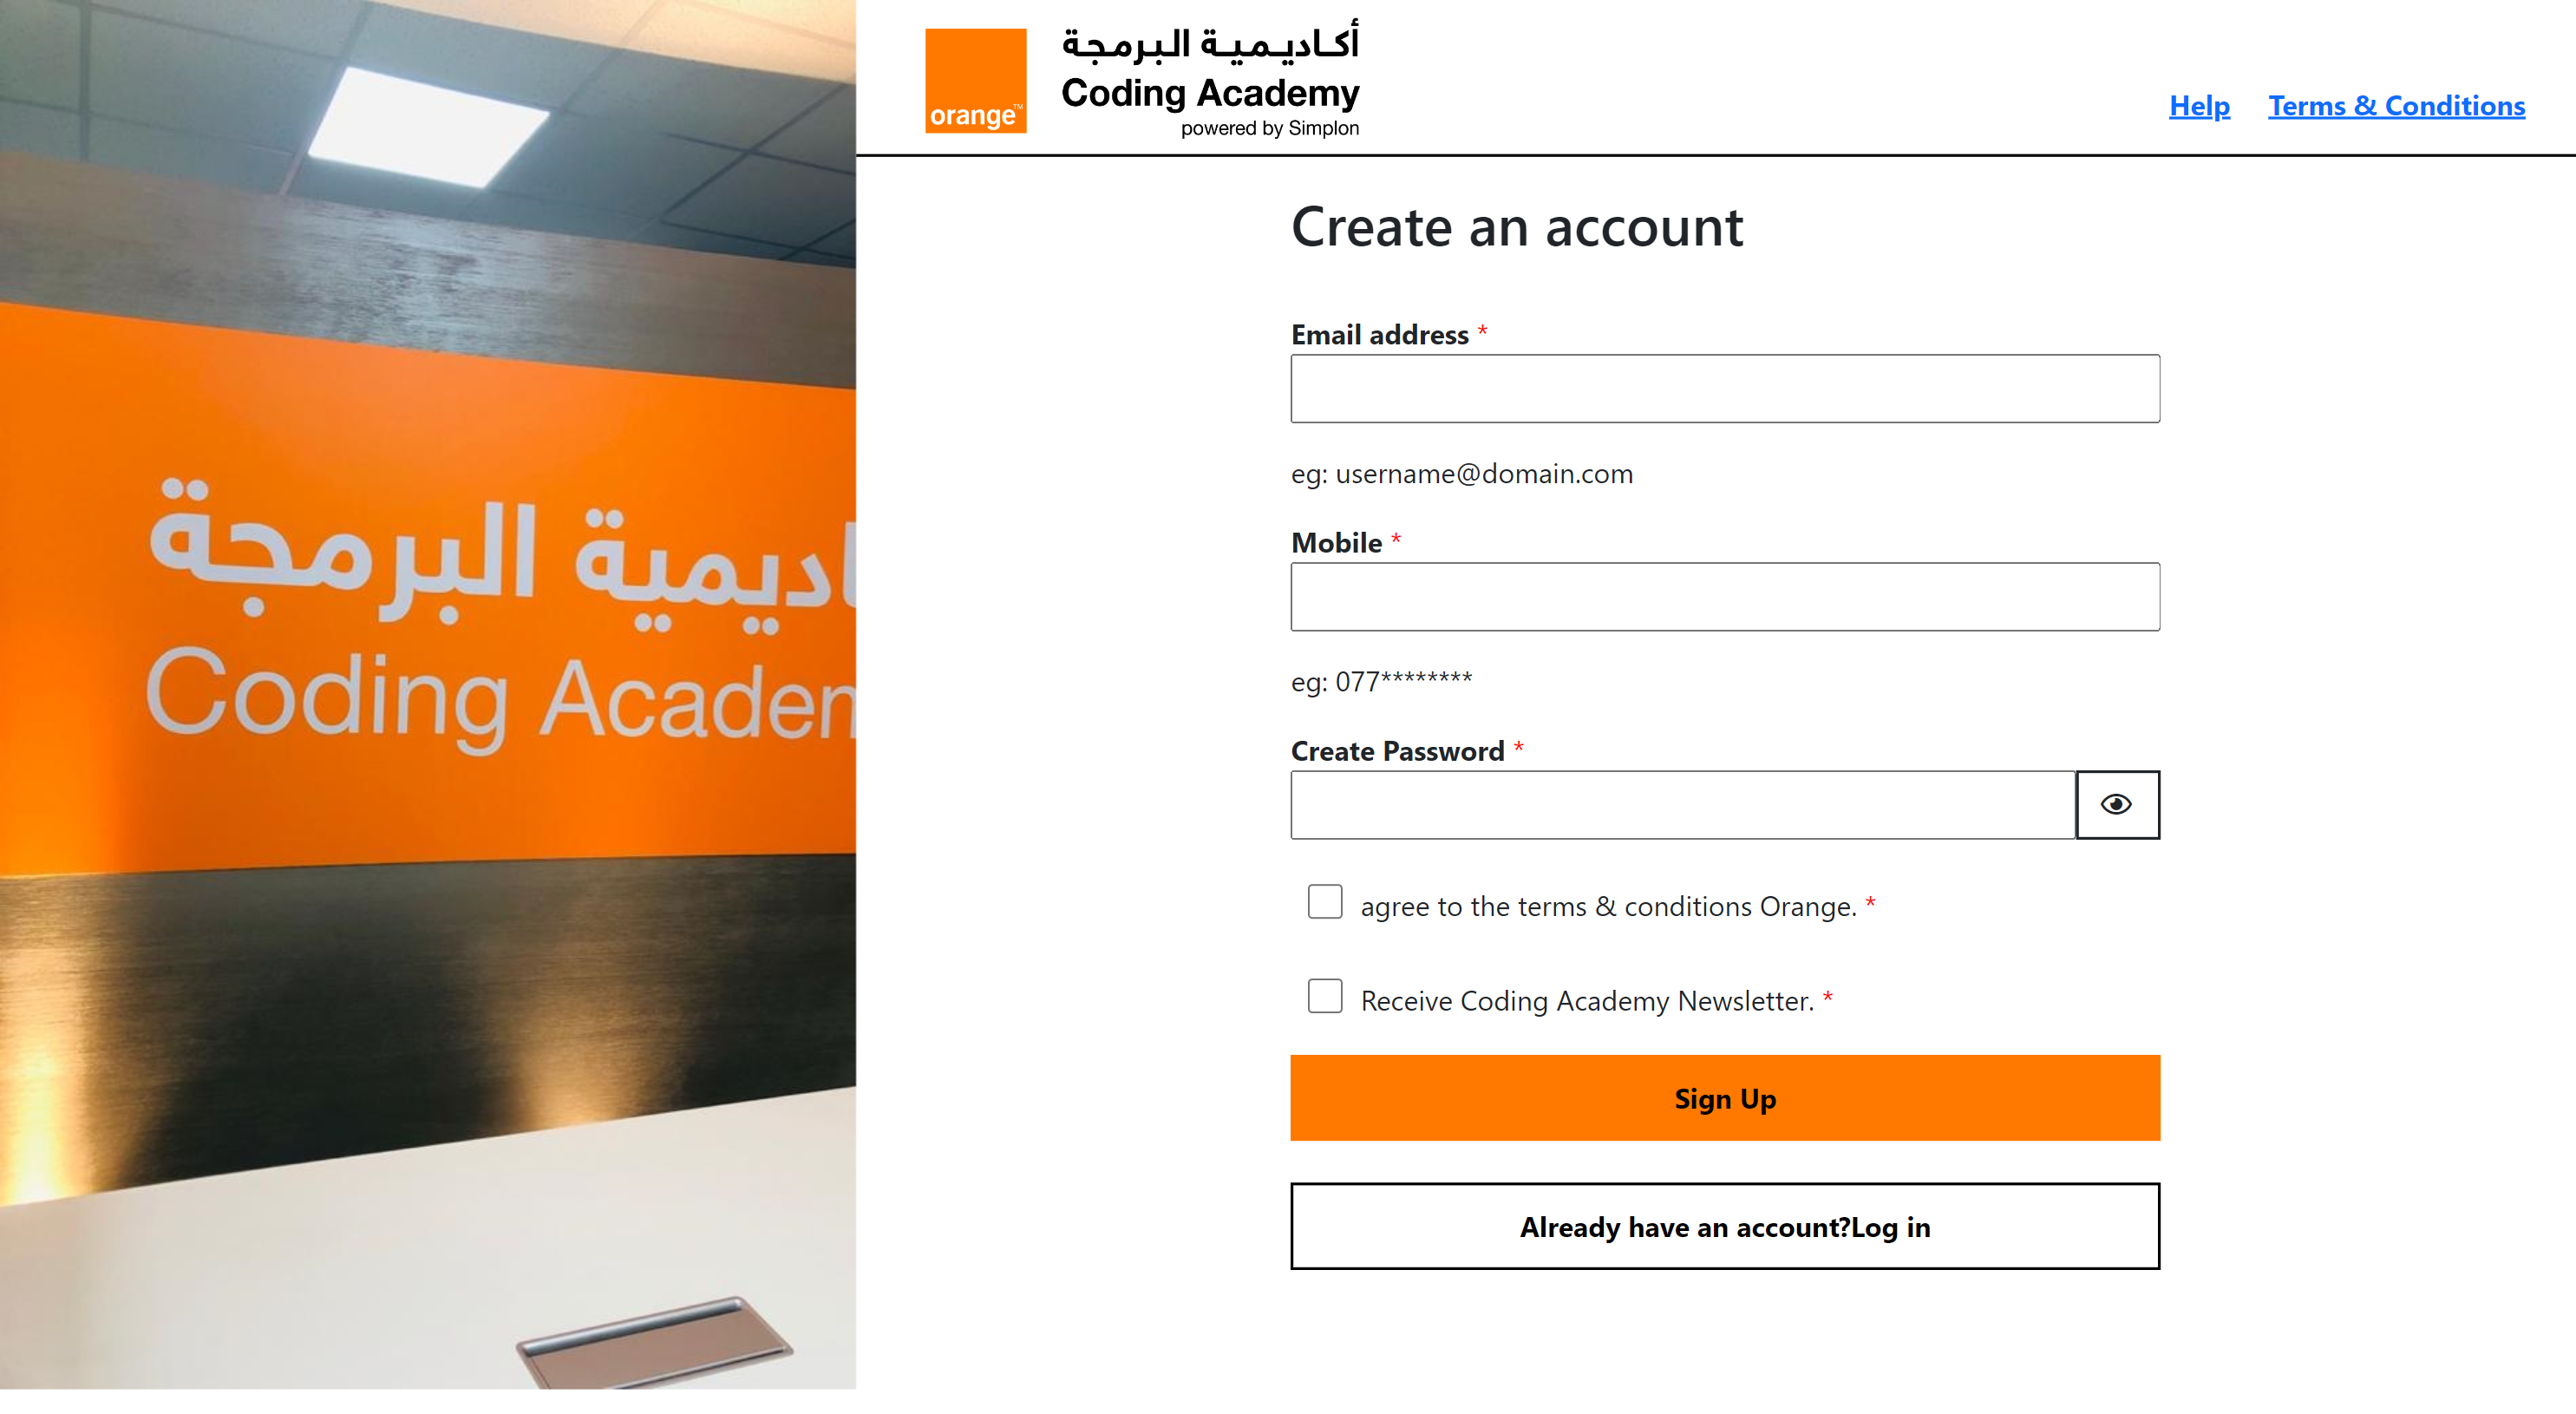 البرمجة
Coding
orange™
أكاديمية البرمجة
Coding Academy
powered by Simplon
Help
Terms & Conditions
Create an account
Email address *
eg: username@domain.com
Mobile *
eg: 077********
Create Password *
agree to the terms & conditions Orange. *
Receive Coding Academy Newsletter. *
Sign Up
Already have an account?Log in